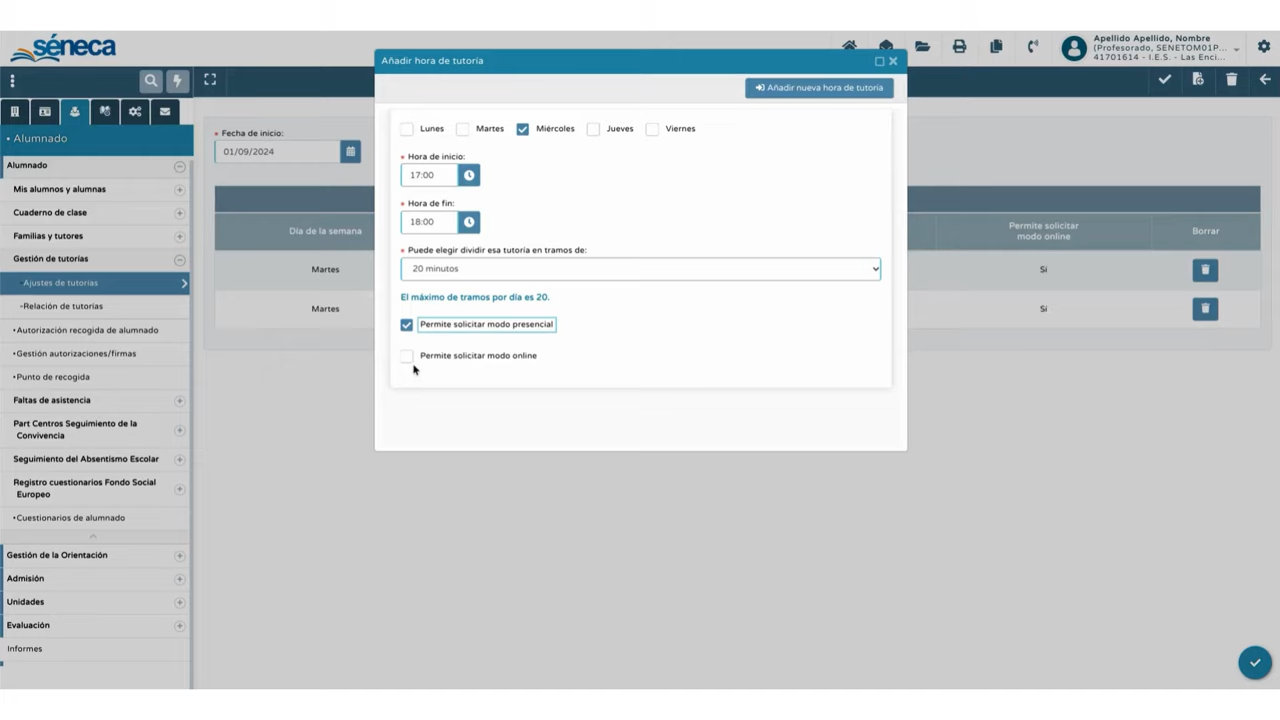 séneca
Apellido Apellido, Nombre
(Profesorado, SENETOM01P...
41701614 - I.E.S. - Las Enci...
Añadir hora de tutoría
Añadir nueva hora de tutoría
• Alumnado
Alumnado
Mis alumnos y alumnas
Cuaderno de clase
Familias y tutores
Gestión de tutorías
-Ajustes de tutorías
-Relación de tutorías
•Autorización recogida de alumnado
•Gestión autorizaciones/firmas
•Punto de recogida
Faltas de asistencia
Part Centros Seguimiento de la
Convivencia
Seguimiento del Absentismo Escolar
Registro cuestionarios Fondo Social
Europeo
•Cuestionarios de alumnado
Gestión de la Orientación
Admisión
Unidades
Evaluación
Informes
• Fecha de inicio:
01/09/2024
Día de la semana
Permite solicitar
modo online
Borrar
Martes
Sí
Martes
Sí
Lunes Martes Miércoles Jueves Viernes
• Hora de inicio:
17:00
• Hora de fin:
18:00
• Puede elegir dividir esa tutoría en tramos de:
20 minutos
El máximo de tramos por día es 20.
Permite solicitar modo presencial
Permite solicitar modo online